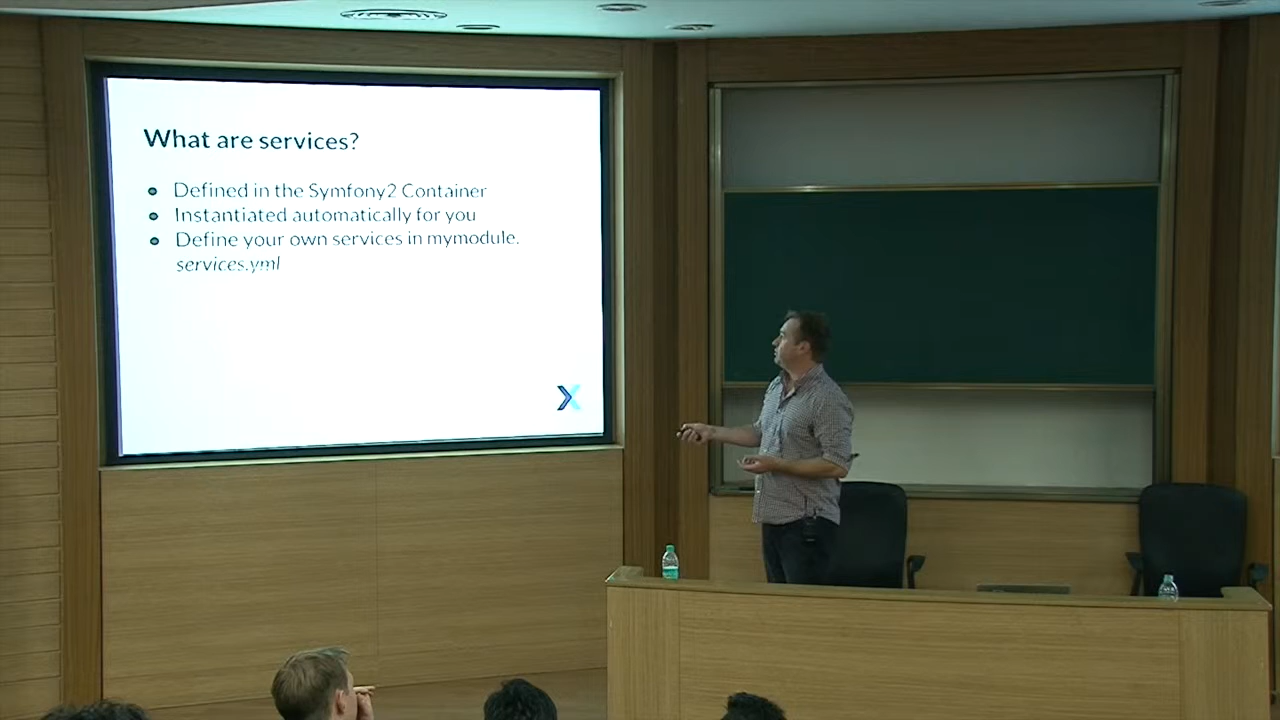 What are services?
Defined in the Symfony2 Container
Instantiated automatically for you
Define your own services in mymodule.
services.yml